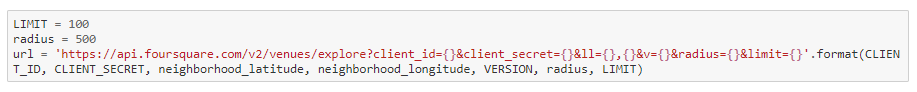 LIMIT = 100
radius = 500
url = 'https://api.foursquare.com/v2/venues/explore?client_id={}&client_secret={}&ll={},{}&v={}&radius={}&limit={}'.format(CLIEN
T_ID, CLIENT_SECRET, neighborhood_latitude, neighborhood_longitude, VERSION, radius, LIMIT)